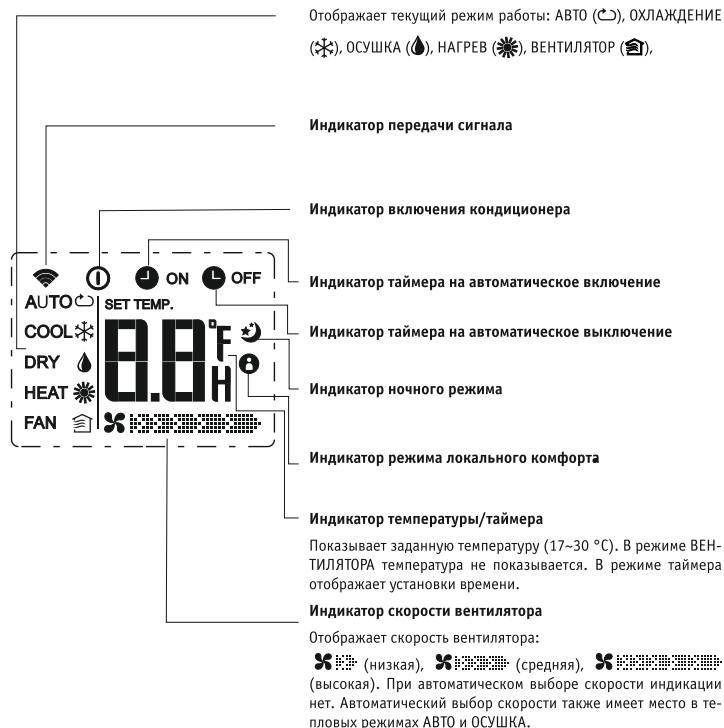 Отображает текущий режим работы: АВТО (), ОХЛАЖДЕНИЕ
(), ОСУШКА (), НАГРЕВ (), ВЕНТИЛЯТОР (),
Индикатор передачи сигнала
Индикатор включения кондиционера
ON OFF
Индикатор таймера на автоматическое включение
AUTO SET TEMP.
COOL
Индикатор таймера на автоматическое выключение
8.8 °F
DRY
HEAT H
Индикатор ночного режима
FAN
Индикатор режима локального комфорта
Индикатор температуры/таймера
Показывает заданную температуру (17~30 °C). В режиме ВЕН-
ТИЛЯТОРА температура не показывается. В режиме таймера
отображает установки времени.
Индикатор скорости вентилятора
Отображает скорость вентилятора:
(низкая), (средняя),
(высокая). При автоматическом выборе скорости индикации
нет. Автоматический выбор скорости также имеет место в те-
пловых режимах АВТО и ОСУШКА.